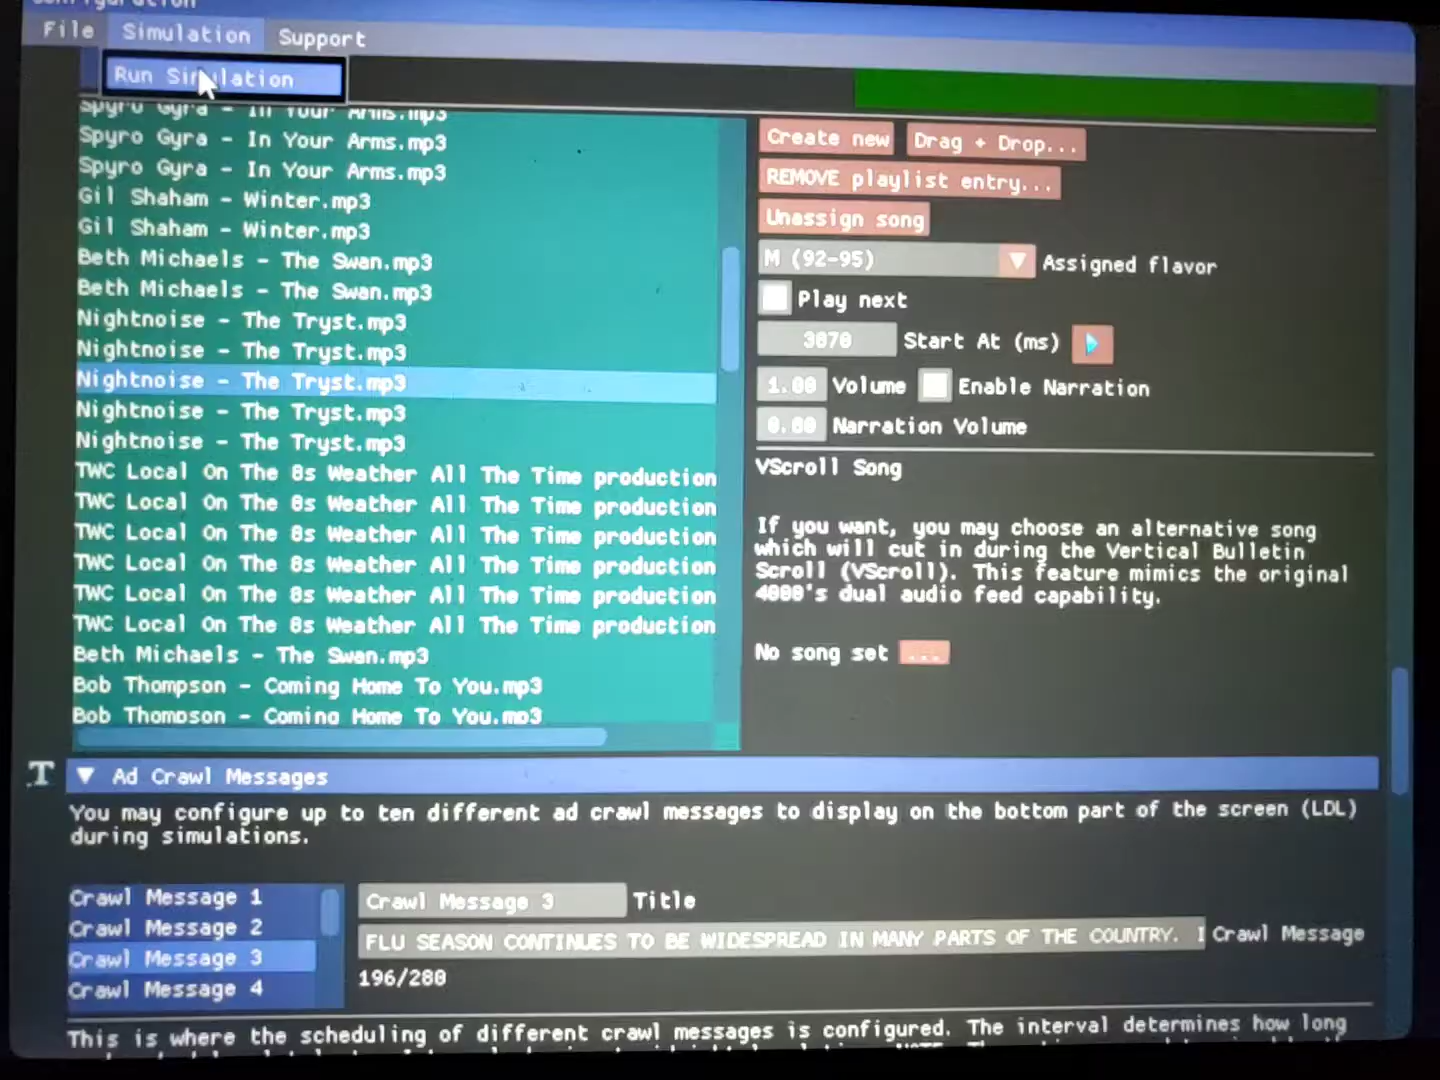 Configuration
File Simulation Support
Run Simulation
Spyro Gyra - In Your Arms.mp3
Spyro Gyra - In Your Arms.mp3
Spyro Gyra - In Your Arms.mp3
Gil Shaham - Winter.mp3
Gil Shaham - Winter.mp3
Beth Michaels - The Swan.mp3
Beth Michaels - The Swan.mp3
Nightnoise - The Tryst.mp3
Nightnoise - The Tryst.mp3
Nightnoise - The Tryst.mp3
Nightnoise - The Tryst.mp3
Nightnoise - The Tryst.mp3
TWC Local On The 8s Weather All The Time production
TWC Local On The 8s Weather All The Time production
TWC Local On The 8s Weather All The Time production
TWC Local On The 8s Weather All The Time production
TWC Local On The 8s Weather All The Time production
TWC Local On The 8s Weather All The Time production
Beth Michaels - The Swan.mp3
Bob Thompson - Coming Home To You.mp3
Bob Thompson - Coming Home To You.mp3
Create new Drag + Drop...
REMOVE playlist entry...
Unassign song
M (92-95) Assigned flavor
Play next
3070 Start At (ms)
1.00 Volume Enable Narration
0.80 Narration Volume
VScroll Song
If you want, you may choose an alternative song
which will cut in during the Vertical Bulletin
Scroll (VScroll). This feature mimics the original
4000's dual audio feed capability.
No song set ...
T Ad Crawl Messages
You may configure up to ten different ad crawl messages to display on the bottom part of the screen (LDL)
during simulations.
Crawl Message 1
Crawl Message 2
Crawl Message 3
Crawl Message 4
Crawl Message 3 Title
FLU SEASON CONTINUES TO BE WIDESPREAD IN MANY PARTS OF THE COUNTRY. I Crawl Message
196/280
This is where the scheduling of different crawl messages is configured. The interval determines how long